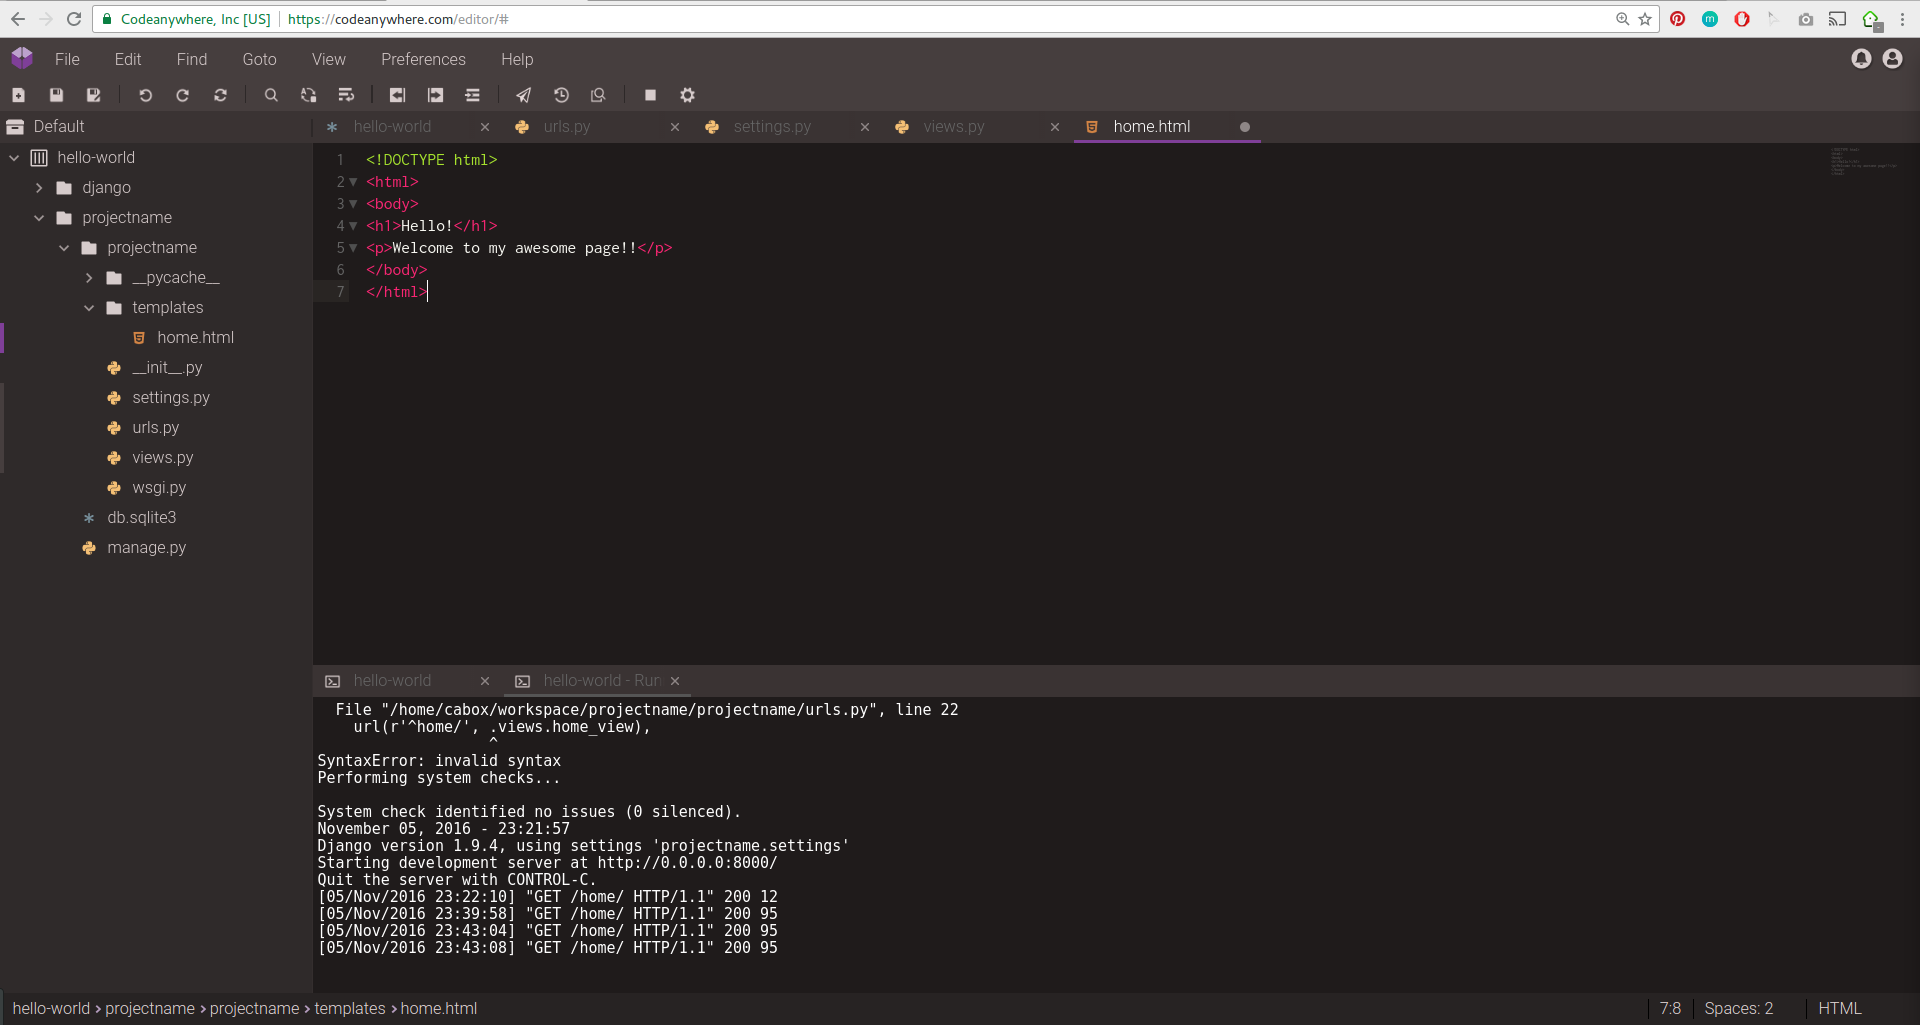 Codeanywhere, Inc [US] https://codeanywhere.com/editor/#
File Edit Find Goto View Preferences Help
Default
hello-world urls.py settings.py views.py home.html
hello-world
django
projectname
projectname
__pycache__
templates
home.html
__init__.py
settings.py
urls.py
views.py
wsgi.py
db.sqlite3
manage.py
1 <!DOCTYPE html>
2 <html>
3 <body>
4 <h1>Hello!</h1>
5 <p>Welcome to my awesome page!!</p>
6 </body>
7 </html>
hello-world hello-world - Run
File "/home/cabox/workspace/projectname/projectname/urls.py", line 22
url(r'^home/', .views.home_view),
^
SyntaxError: invalid syntax
Performing system checks...
System check identified no issues (0 silenced).
November 05, 2016 - 23:21:57
Django version 1.9.4, using settings 'projectname.settings'
Starting development server at http://0.0.0.0:8000/
Quit the server with CONTROL-C.
[05/Nov/2016 23:22:10] "GET /home/ HTTP/1.1" 200 12
[05/Nov/2016 23:39:58] "GET /home/ HTTP/1.1" 200 95
[05/Nov/2016 23:43:04] "GET /home/ HTTP/1.1" 200 95
[05/Nov/2016 23:43:08] "GET /home/ HTTP/1.1" 200 95
hello-world > projectname > projectname > templates > home.html 7:8 Spaces: 2 HTML